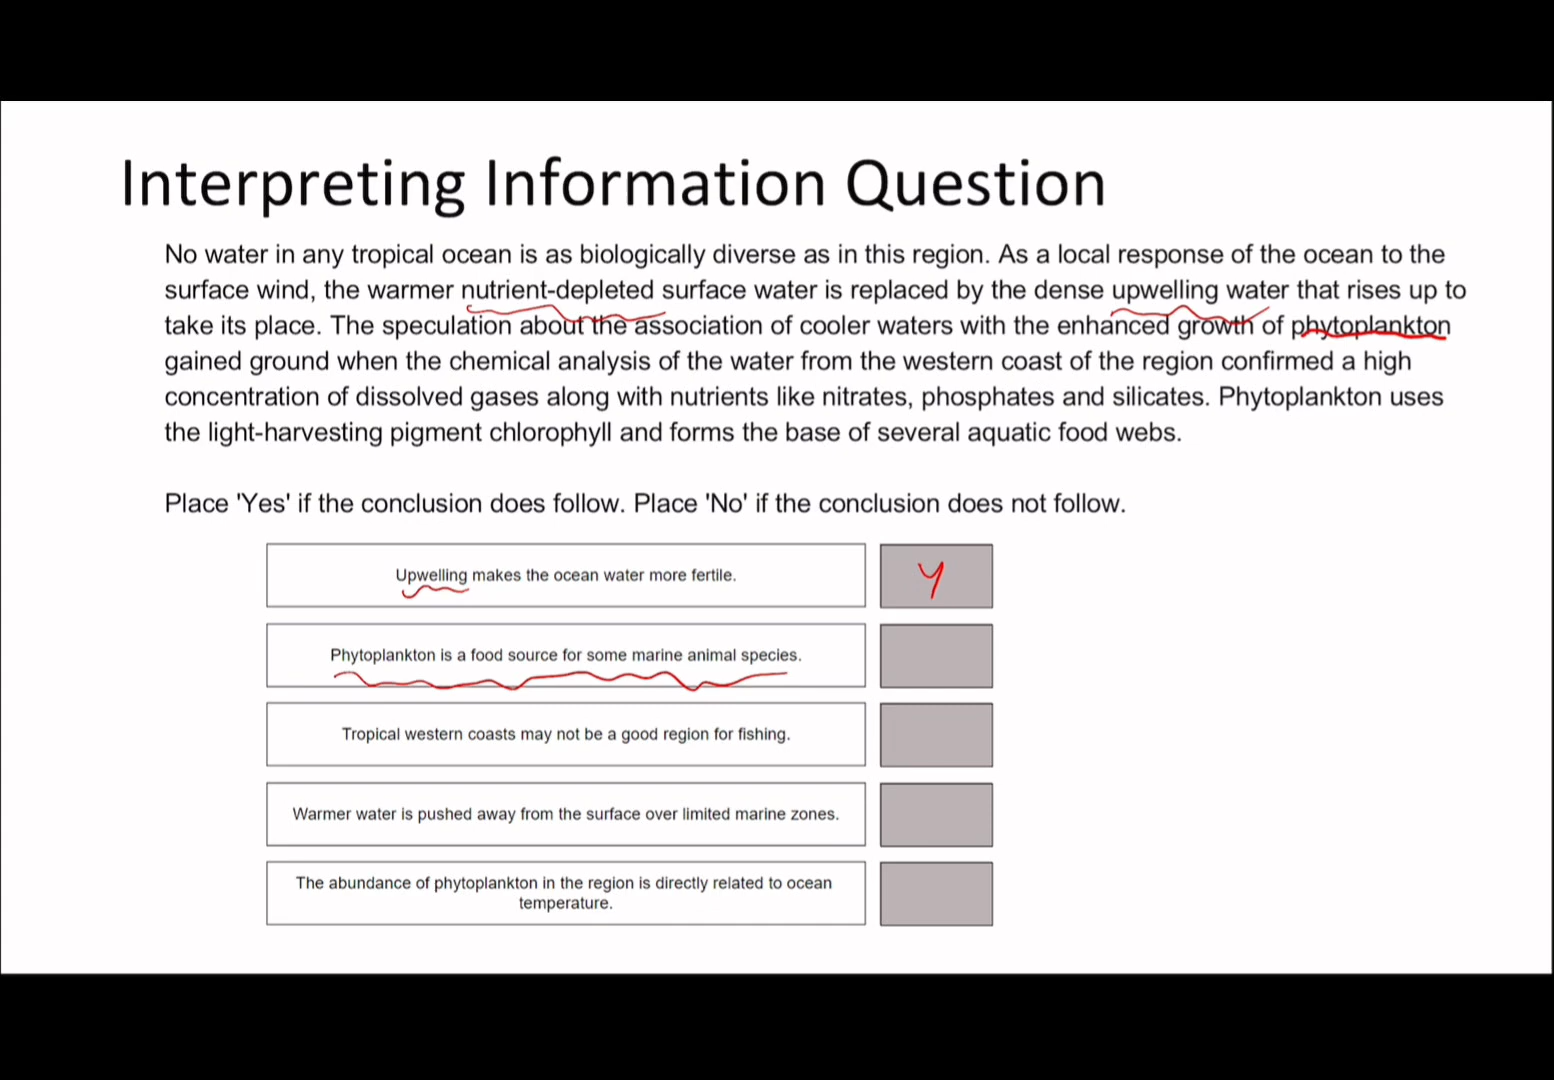 Interpreting Information Question
No water in any tropical ocean is as biologically diverse as in this region. As a local response of the ocean to the
surface wind, the warmer nutrient-depleted surface water is replaced by the dense upwelling water that rises up to
take its place. The speculation about the association of cooler waters with the enhanced growth of phytoplankton
gained ground when the chemical analysis of the water from the western coast of the region confirmed a high
concentration of dissolved gases along with nutrients like nitrates, phosphates and silicates. Phytoplankton uses
the light-harvesting pigment chlorophyll and forms the base of several aquatic food webs.
Place 'Yes' if the conclusion does follow. Place 'No' if the conclusion does not follow.
Upwelling makes the ocean water more fertile.
Y
Phytoplankton is a food source for some marine animal species.
Tropical western coasts may not be a good region for fishing.
Warmer water is pushed away from the surface over limited marine zones.
The abundance of phytoplankton in the region is directly related to ocean
temperature.